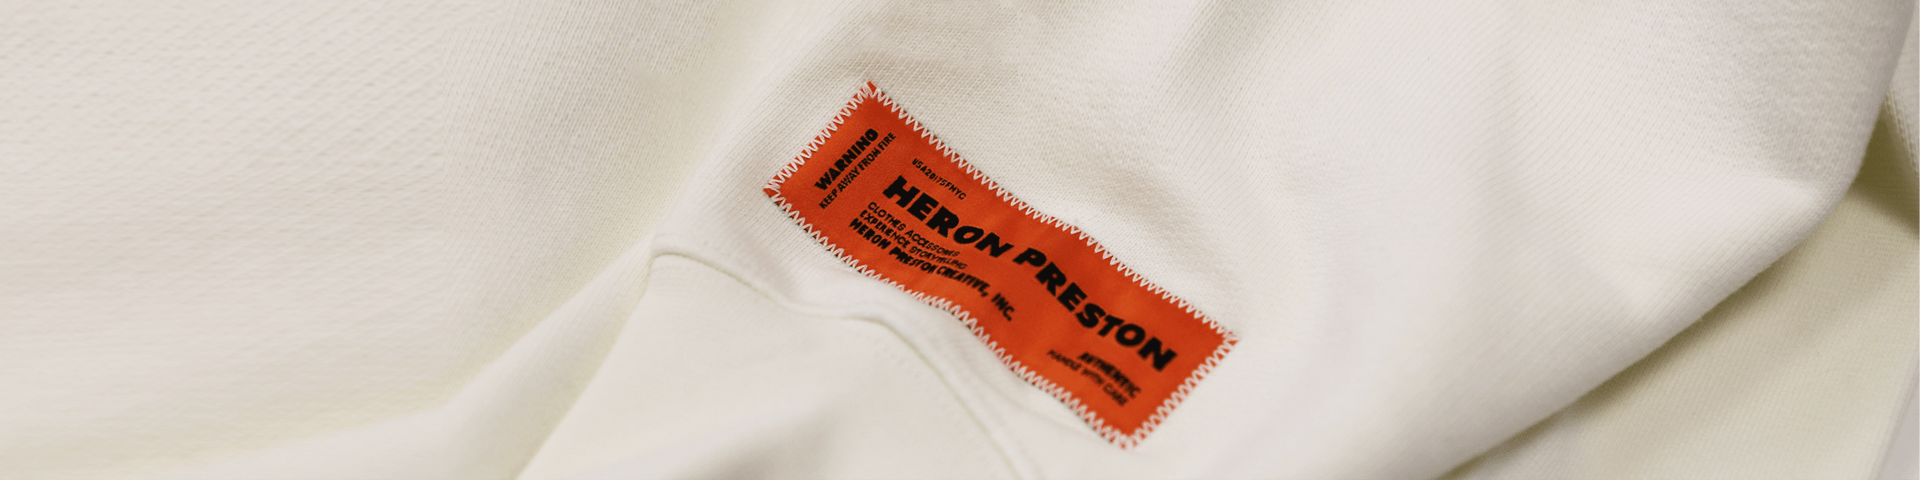 WARNING
KEEP AWAY FROM FIRE
HERON PRESTON
CLOTHES ACCESSORIES
EXPERIENCE STORYTELLING
HERON PRESTON CREATIVE, INC.
AUTHENTIC
HANDLE WITH CARE